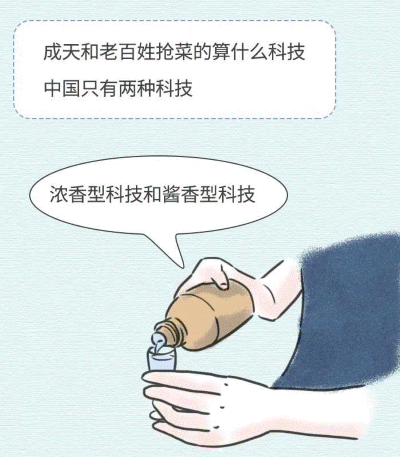 成天和老百姓抢菜的算什么科技
中国只有两种科技
浓香型科技和酱香型科技